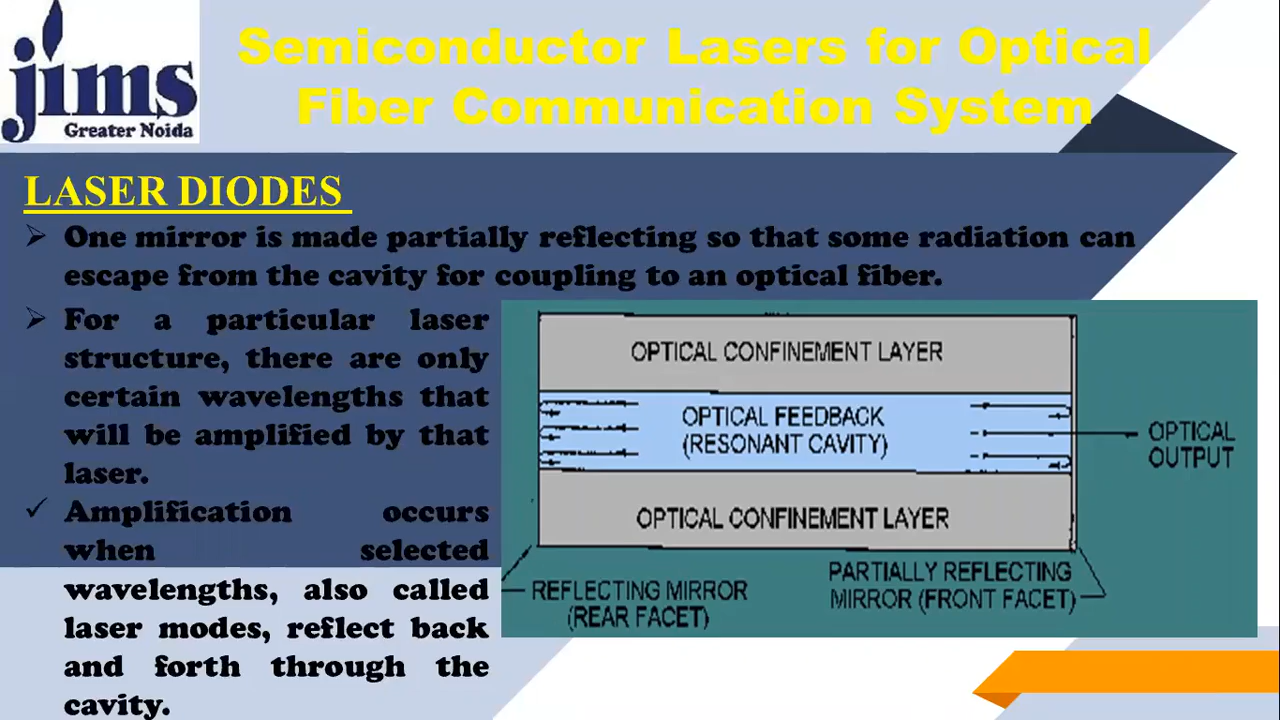 jims
Greater Noida
Semiconductor Lasers for Optical
Fiber Communication System
LASER DIODES
➢ One mirror is made partially reflecting so that some radiation can
escape from the cavity for coupling to an optical fiber.
➢ For a particular laser
structure, there are only
certain wavelengths that
will be amplified by that
laser.
✓ Amplification occurs
when selected
wavelengths, also called
laser modes, reflect back
and forth through the
cavity.
OPTICAL CONFINEMENT LAYER
OPTICAL FEEDBACK
(RESONANT CAVITY)
OPTICAL
OUTPUT
OPTICAL CONFINEMENT LAYER
REFLECTING MIRROR
(REAR FACET)
PARTIALLY REFLECTING
MIRROR (FRONT FACET)